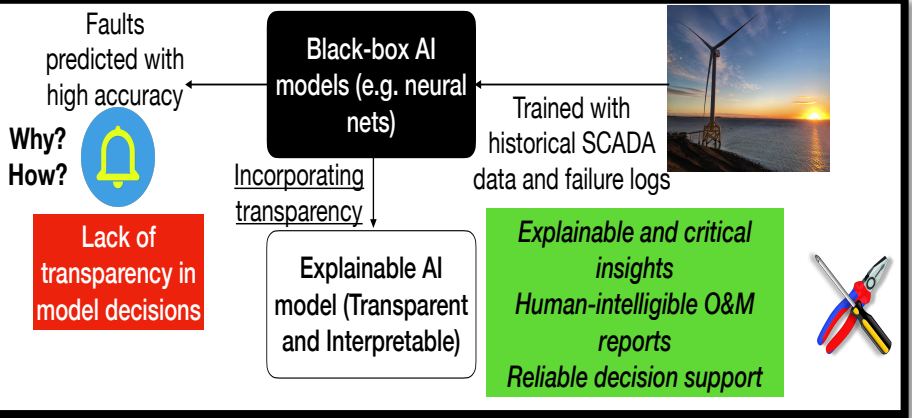 Faults
predicted with
high accuracy
Why?
How?
Lack of
transparency in
model decisions
Black-box AI
models (e.g. neural
nets)
Incorporating
transparency
Explainable AI
model (Transparent
and Interpretable)
Trained with
historical SCADA
data and failure logs
Explainable and critical
insights
Human-intelligible O&M
reports
Reliable decision support